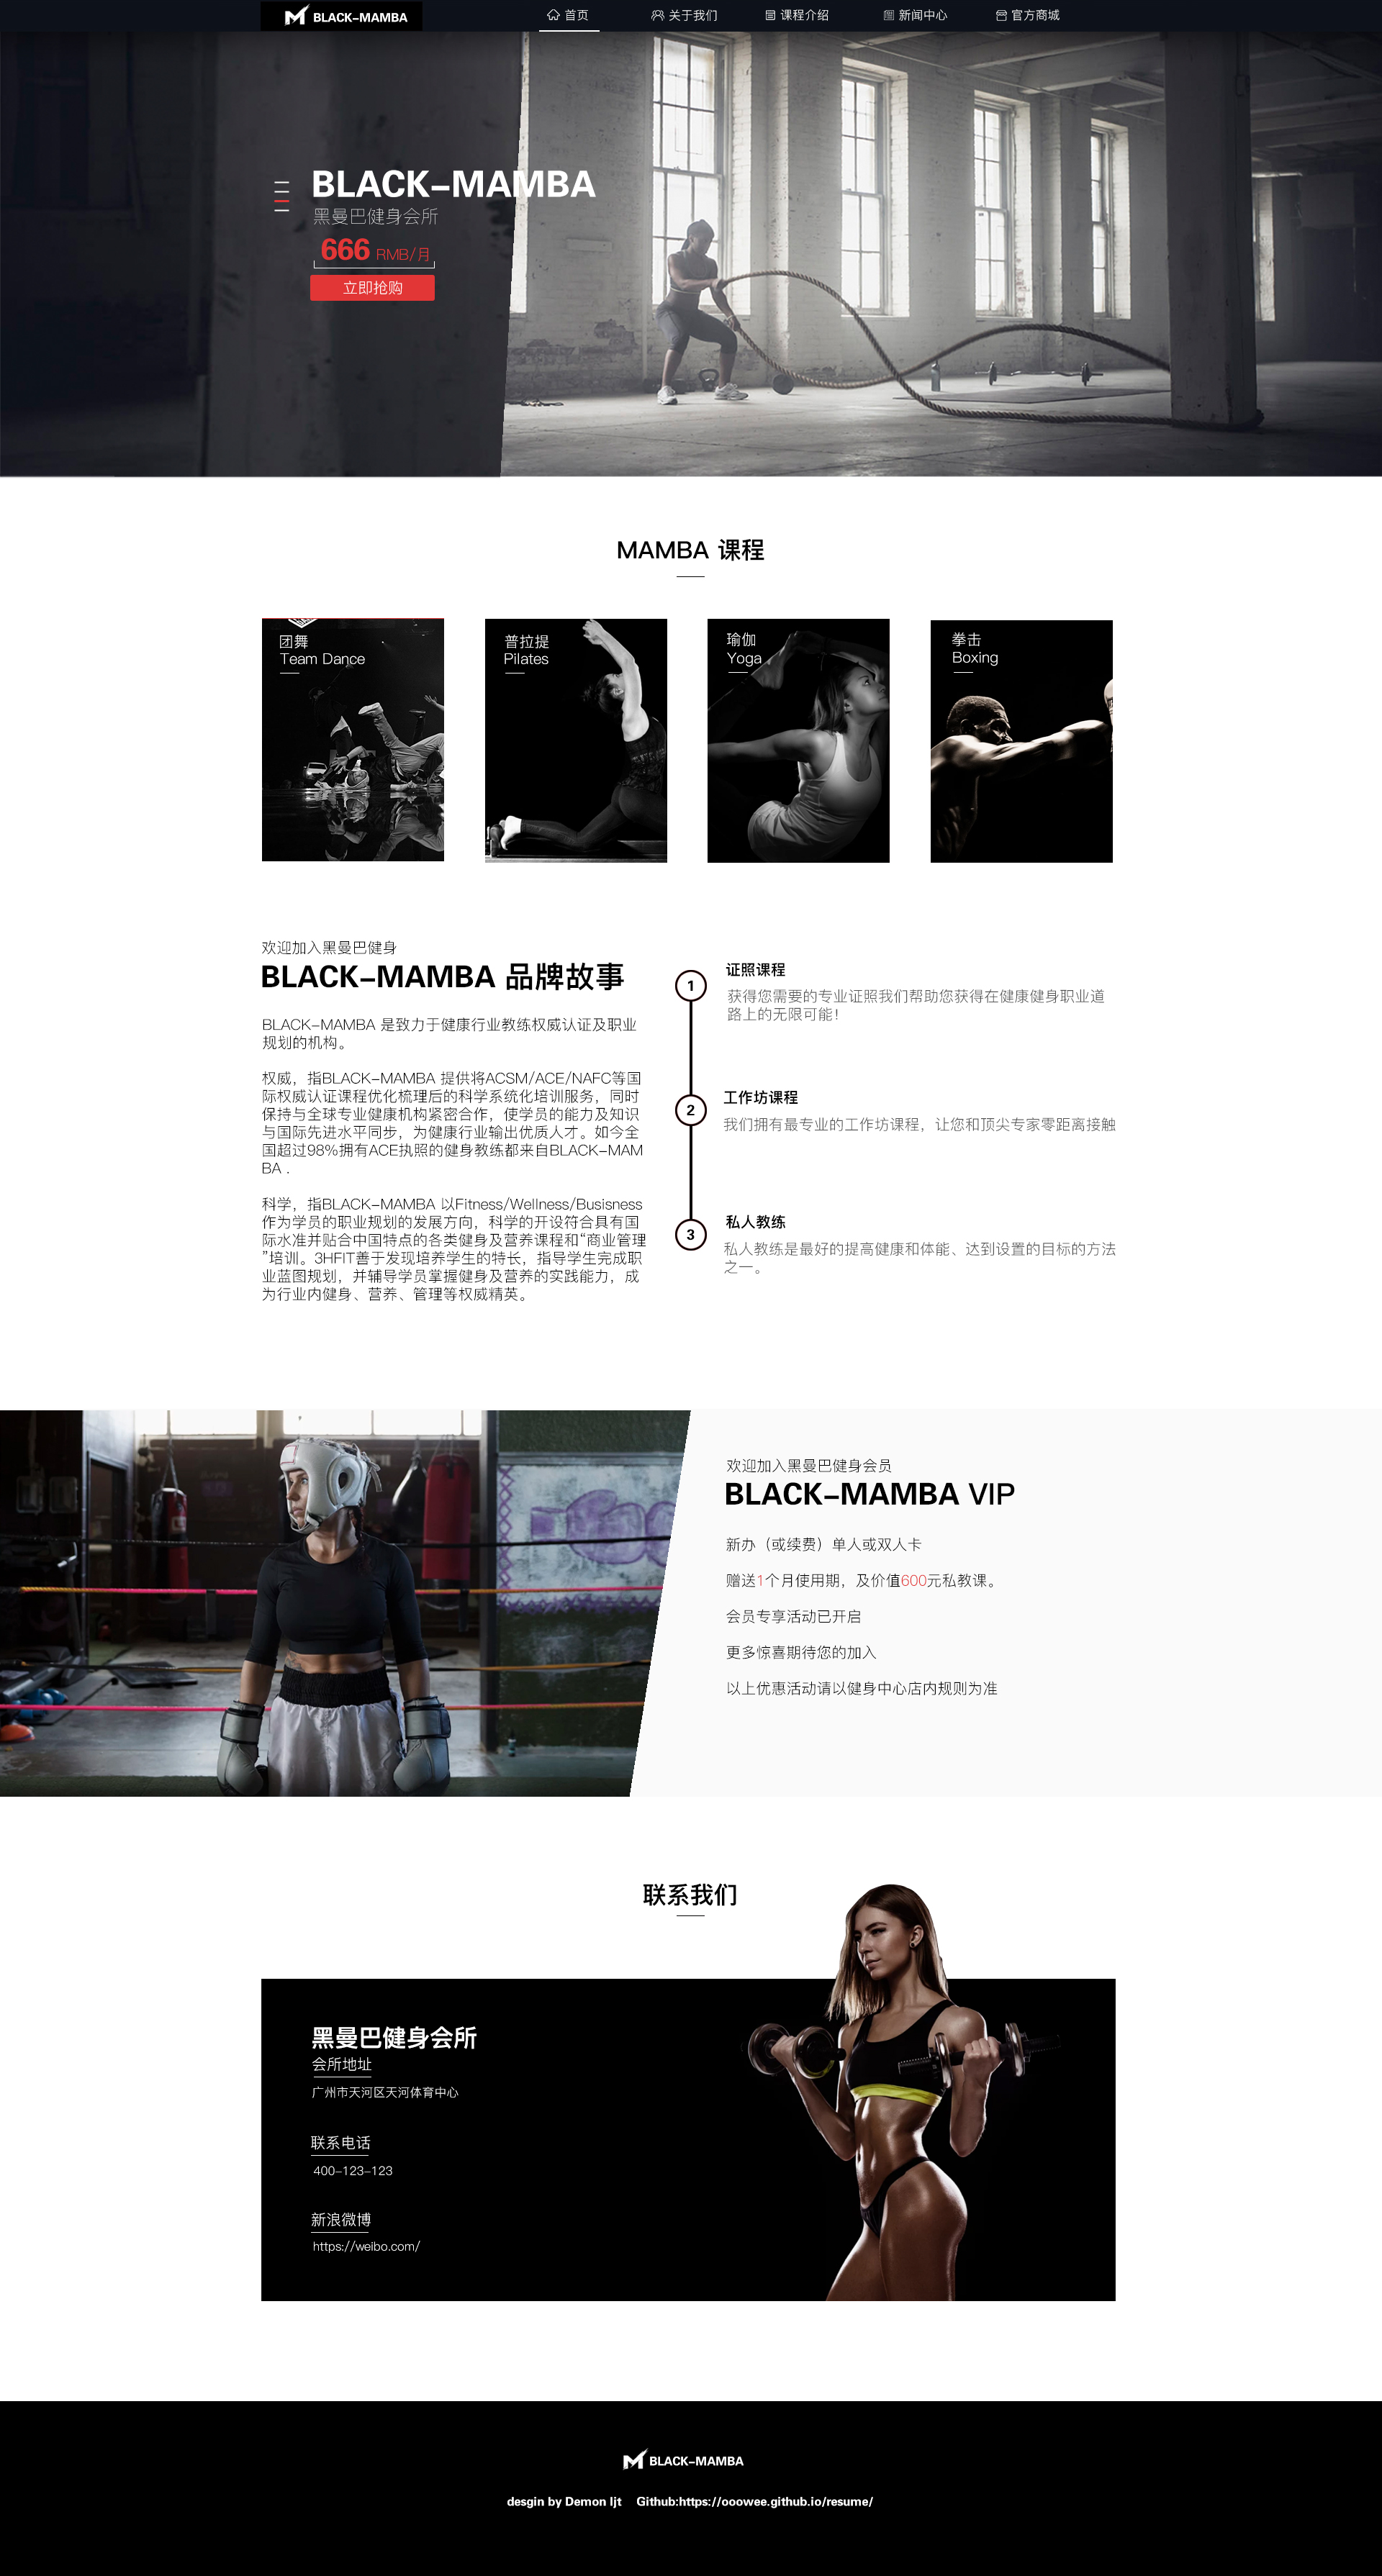 BLACK-MAMBA
首页
关于我们
课程介绍
新闻中心
官方商城
BLACK-MAMBA
黑曼巴健身会所
666 RMB/月
立即抢购
MAMBA 课程
团舞
Team Dance
普拉提
Pilates
瑜伽
Yoga
拳击
Boxing
欢迎加入黑曼巴健身
BLACK-MAMBA 品牌故事
BLACK-MAMBA 是致力于健康行业教练权威认证及职业
规划的机构。
权威，指BLACK-MAMBA 提供将ACSM/ACE/NAFC等国
际权威认证课程优化梳理后的科学系统化培训服务，同时
保持与全球专业健康机构紧密合作，使学员的能力及知识
与国际先进水平同步，为健康行业输出优质人才。如今全
国超过98%拥有ACE执照的健身教练都来自BLACK-MAM
BA .
科学，指BLACK-MAMBA 以Fitness/Wellness/Busisness
作为学员的职业规划的发展方向，科学的开设符合具有国
际水准并贴合中国特点的各类健身及营养课程和“商业管理
”培训。3HFIT善于发现培养学生的特长，指导学生完成职
业蓝图规划，并辅导学员掌握健身及营养的实践能力，成
为行业内健身、营养、管理等权威精英。
1
证照课程
获得您需要的专业证照我们帮助您获得在健康健身职业道
路上的无限可能！
2
工作坊课程
我们拥有最专业的工作坊课程，让您和顶尖专家零距离接触
3
私人教练
私人教练是最好的提高健康和体能、达到设置的目标的方法
之一。
欢迎加入黑曼巴健身会员
BLACK-MAMBA VIP
新办（或续费）单人或双人卡
赠送1个月使用期，及价值600元私教课。
会员专享活动已开启
更多惊喜期待您的加入
以上优惠活动请以健身中心店内规则为准
联系我们
黑曼巴健身会所
会所地址
广州市天河区天河体育中心
联系电话
400-123-123
新浪微博
https://weibo.com/
BLACK-MAMBA
desgin by Demon ljt Github:https://ooowee.github.io/resume/